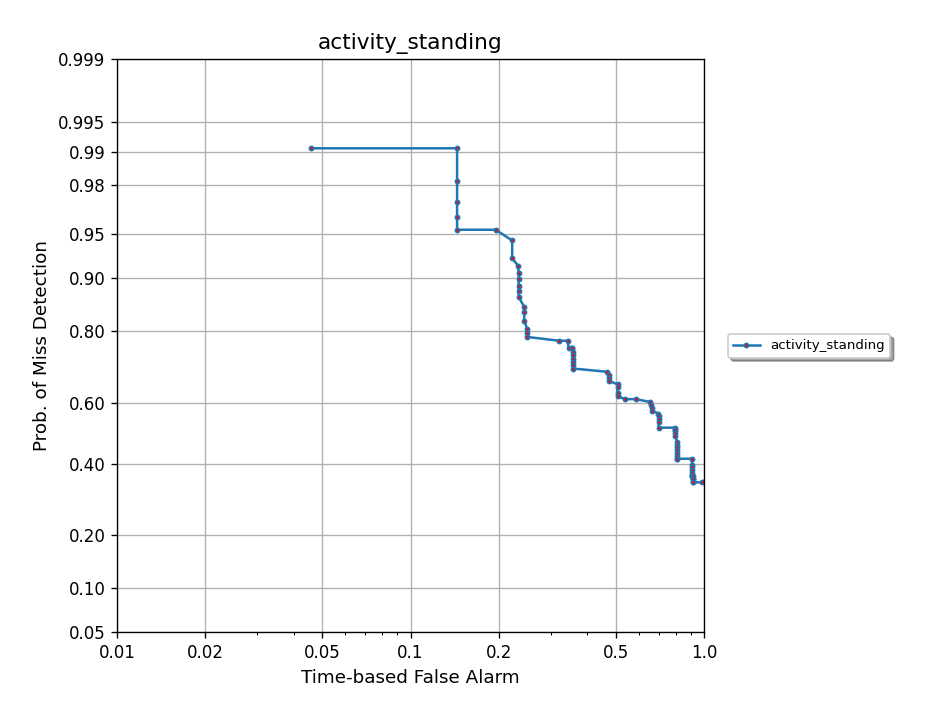 activity_standing
0.999
0.995
0.99
0.98
0.95
0.90
0.80
0.60
0.40
0.20
0.10
0.05
Prob. of Miss Detection
0.01 0.02 0.05 0.1 0.2 0.5 1.0
Time-based False Alarm
activity_standing